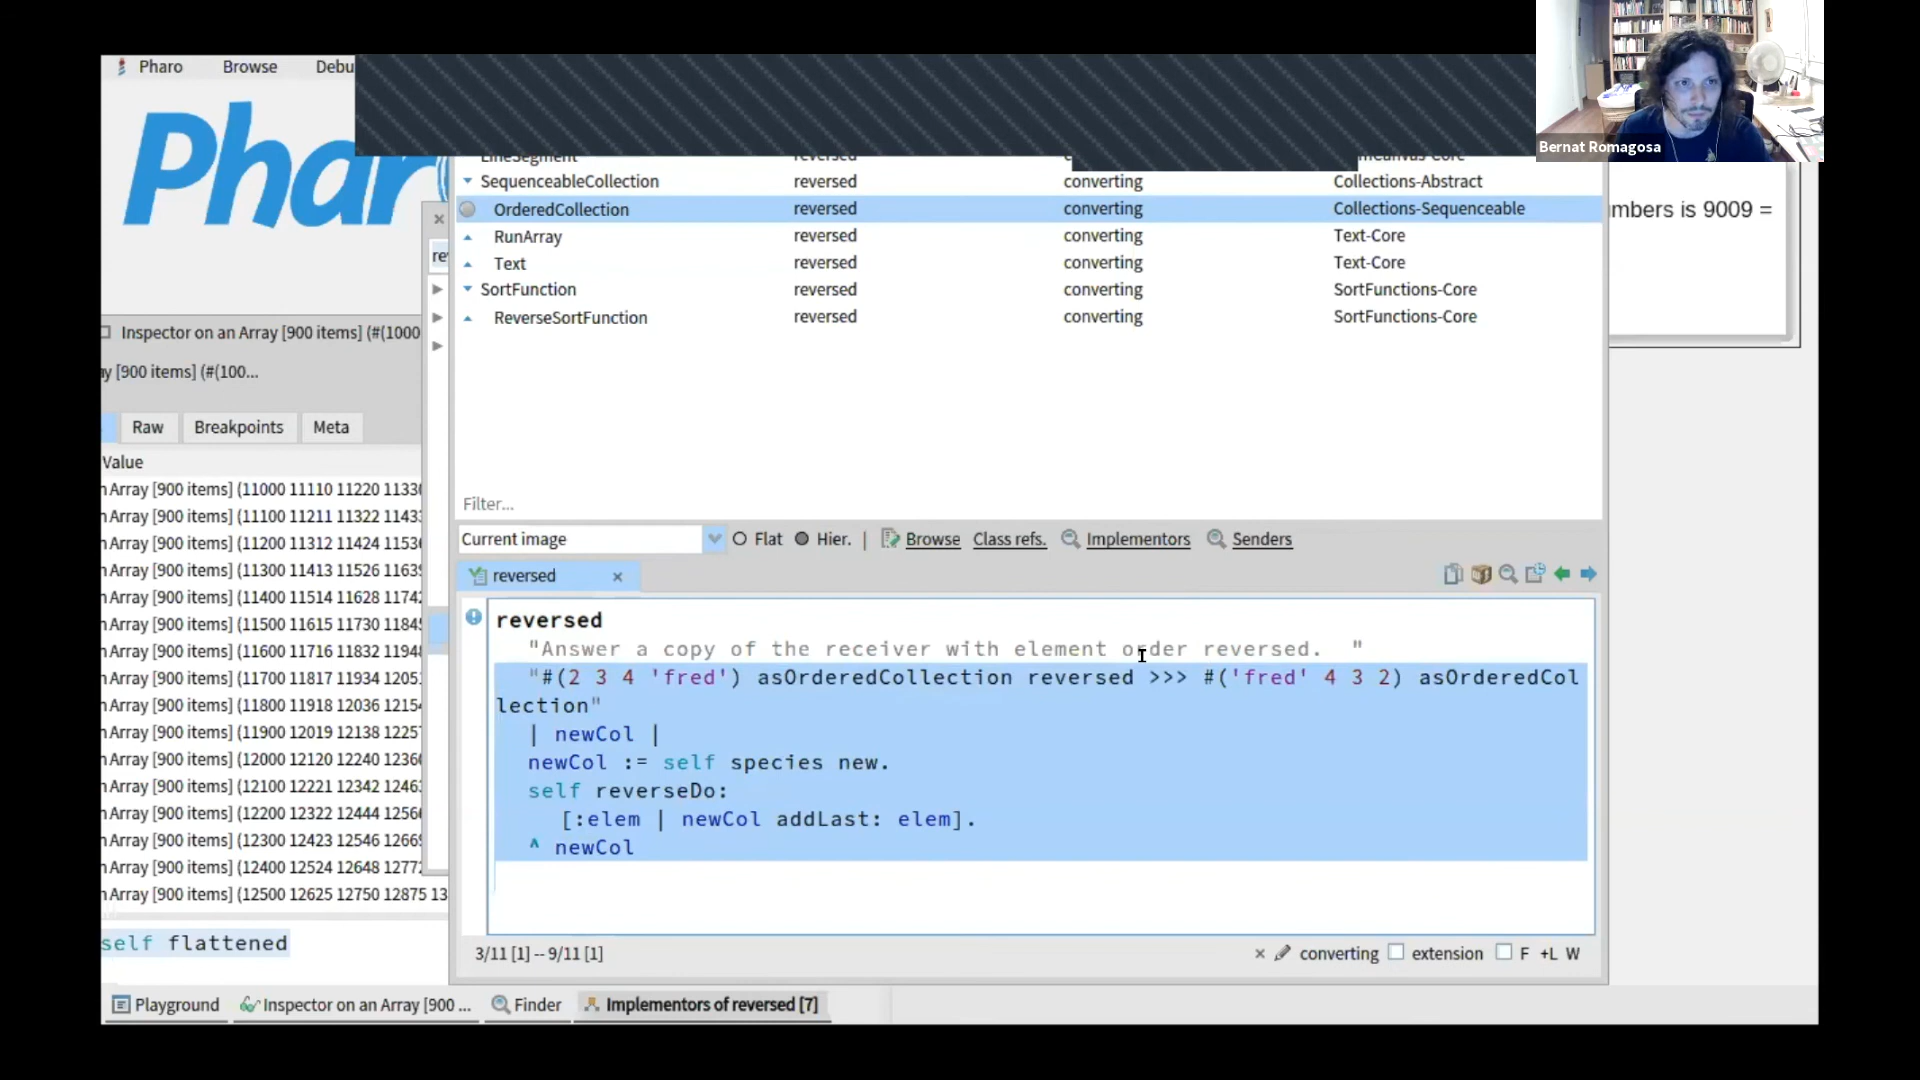 Pharo Browse Debu
Phar
Bernat Romagosa
LineSegment reversed
SequenceableCollection reversed converting Collections-Abstract
OrderedCollection reversed converting Collections-Sequenceable
RunArray reversed converting Text-Core
Text reversed converting Text-Core
SortFunction reversed converting SortFunctions-Core
ReverseSortFunction reversed converting SortFunctions-Core
mbers is 9009 =
re
Inspector on an Array [900 items] (#(1000
y [900 items] (#(100...
Raw Breakpoints Meta
Value
Array [900 items] (11000 11110 11220 1133
Array [900 items] (11100 11211 11322 1143
Array [900 items] (11200 11312 11424 1153
Array [900 items] (11300 11413 11526 1163
Array [900 items] (11400 11514 11628 1174
Array [900 items] (11500 11615 11730 1184
Array [900 items] (11600 11716 11832 1194
Array [900 items] (11700 11817 11934 1205
Array [900 items] (11800 11918 12036 1215
Array [900 items] (11900 12019 12138 1225
Array [900 items] (12000 12120 12240 1236
Array [900 items] (12100 12221 12342 1246
Array [900 items] (12200 12322 12444 1256
Array [900 items] (12300 12423 12546 1266
Array [900 items] (12400 12524 12648 1277
Array [900 items] (12500 12625 12750 12875 13
self flattened
Filter...
Current image Flat Hier. | Browse Class refs. Implementors Senders
reversed
reversed
"Answer a copy of the receiver with element order reversed. "
"#(2 3 4 'fred') asOrderedCollection reversed >>> #('fred' 4 3 2) asOrderedCol
lection"
| newCol |
newCol := self species new.
self reverseDo:
[:elem | newCol addLast: elem].
^ newCol
3/11 [1] -- 9/11 [1] converting extension F +L W
Playground Inspector on an Array [900 ... Finder Implementors of reversed [7]